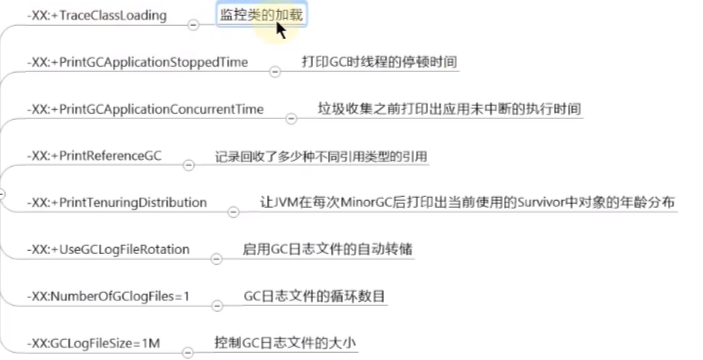 -XX:+TraceClassLoading 监控类的加载
-XX:+PrintGCApplicationStoppedTime 打印GC时线程的停顿时间
-XX:+PrintGCApplicationConcurrentTime 垃圾收集之前打印出应用未中断的执行时间
-XX:+PrintReferenceGC 记录回收了多少种不同引用类型的引用
-XX:+PrintTenuringDistribution 让JVM在每次MinorGC后打印出当前使用的Survivor中对象的年龄分布
-XX:+UseGCLogFileRotation 启用GC日志文件的自动转储
-XX:NumberOfGClogFiles=1 GC日志文件的循环数目
-XX:GCLogFileSize=1M 控制GC日志文件的大小